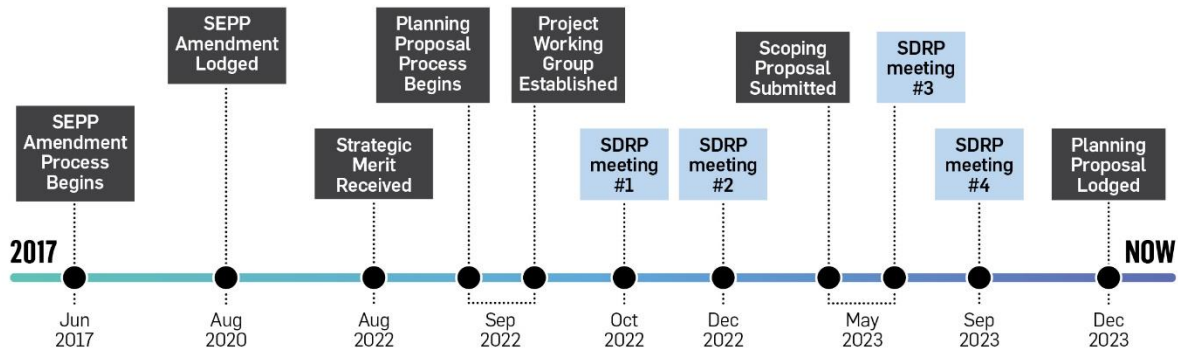 SEPP
Amendment
Process
Begins
SEPP
Amendment
Lodged
Strategic
Merit
Received
Planning
Proposal
Process
Begins
Project
Working
Group
Established
SDRP
meeting
#1
SDRP
meeting
#2
Scoping
Proposal
Submitted
SDRP
meeting
#3
SDRP
meeting
#4
Planning
Proposal
Lodged
2017
NOW
Jun
2017
Aug
2020
Aug
2022
Sep
2022
Oct
2022
Dec
2022
May
2023
Sep
2023
Dec
2023